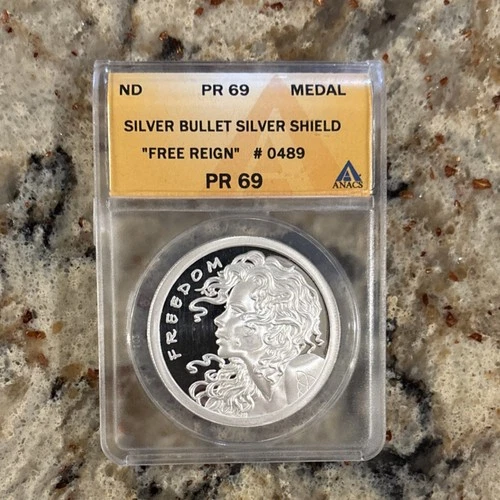 ND PR 69 MEDAL
SILVER BULLET SILVER SHIELD
"FREE REIGN" # 0489
PR 69
ANACS
FREEDOM